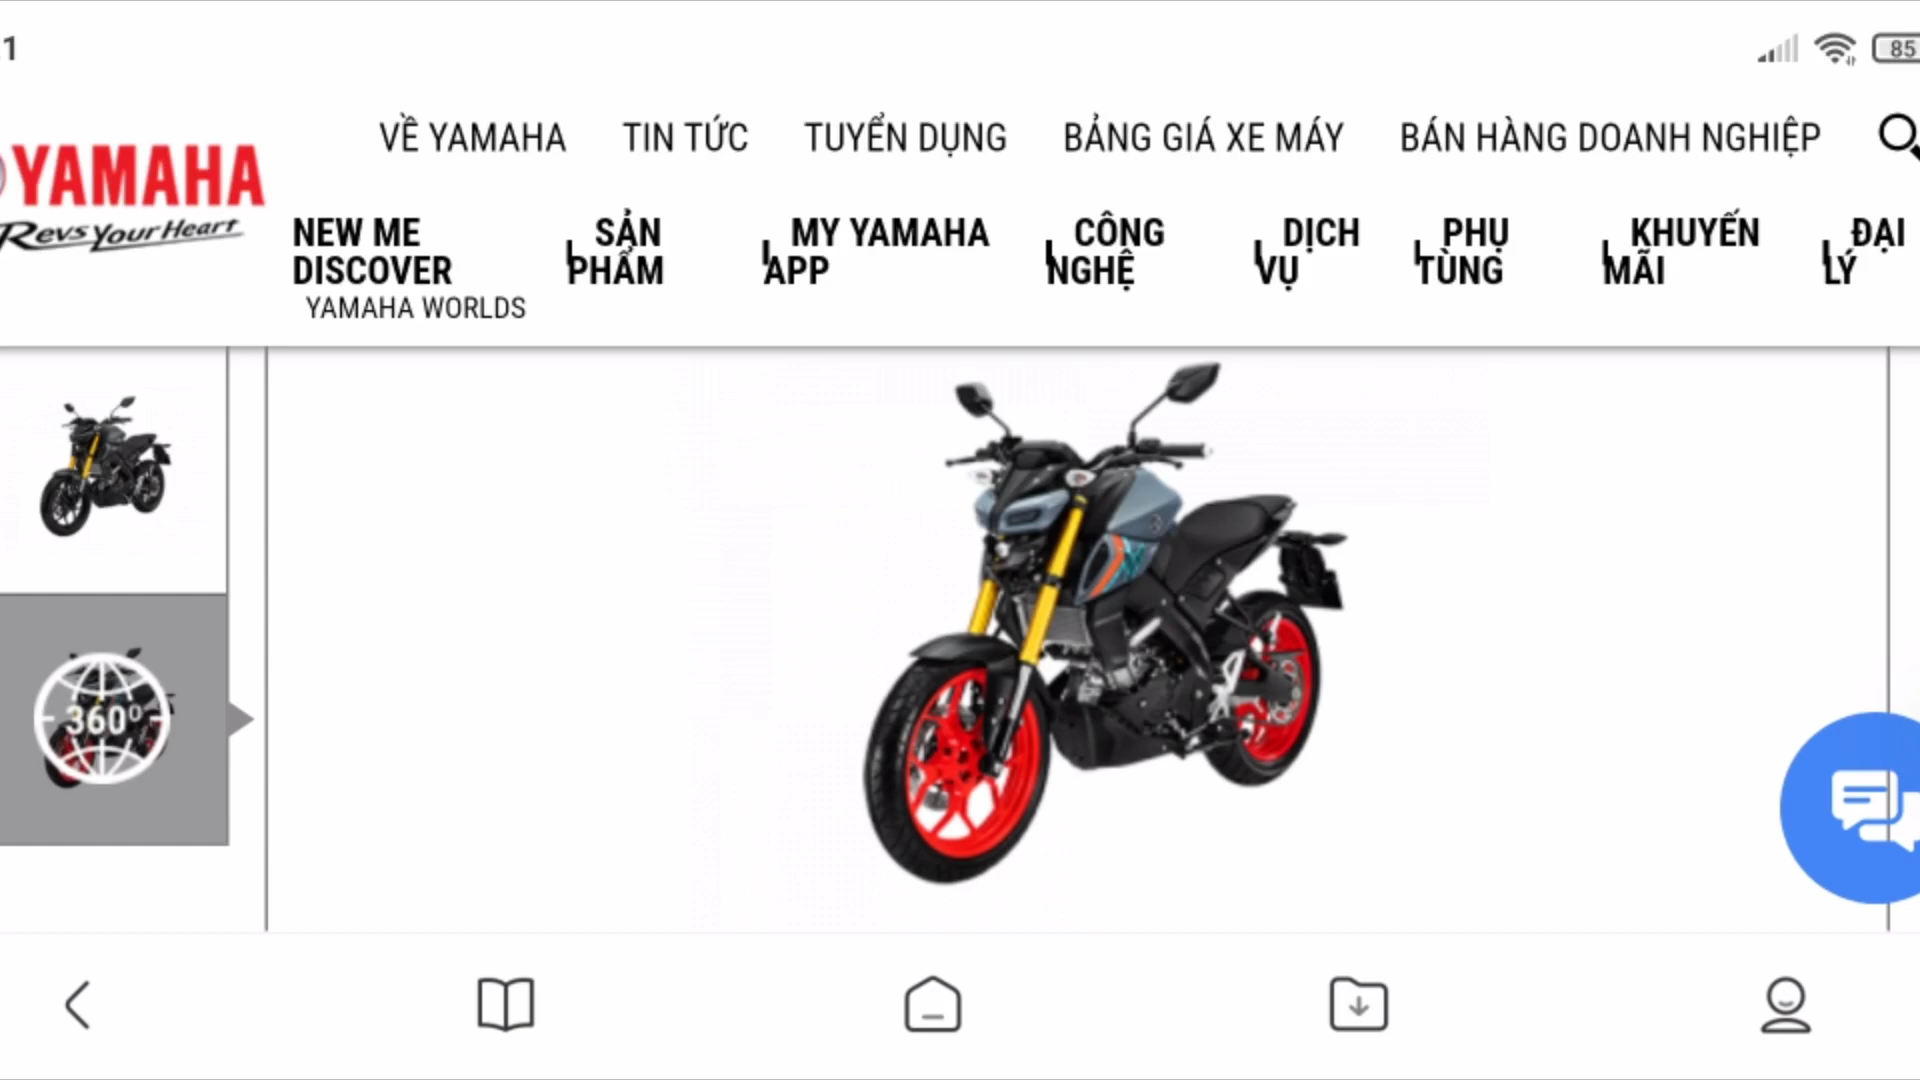 1
85
VỀ YAMAHA TIN TỨC TUYỂN DỤNG BẢNG GIÁ XE MÁY BÁN HÀNG DOANH NGHIỆP
YAMAHA
Revs Your Heart
NEW ME DISCOVER
SẢN PHẨM
MY YAMAHA APP
CÔNG NGHỆ
DỊCH VỤ
PHỤ TÙNG
KHUYẾN MÃI
ĐẠI LÝ
YAMAHA WORLDS
360º